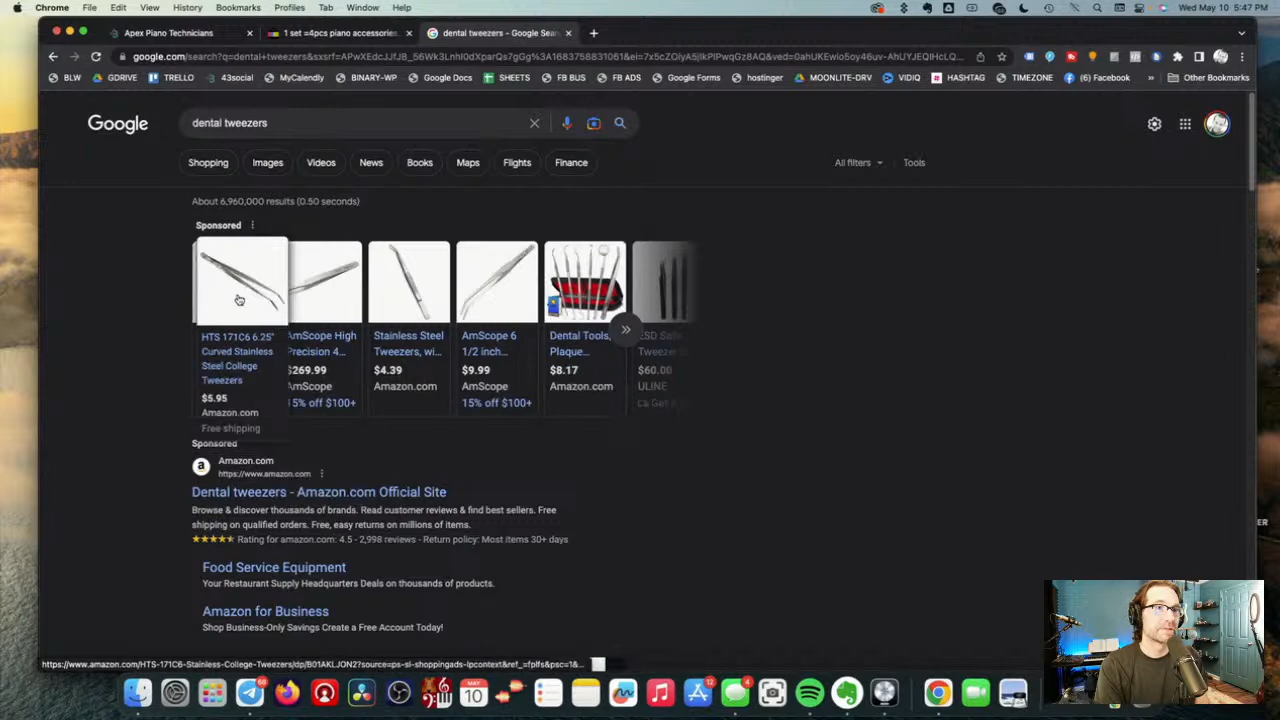 Chrome File Edit View History Bookmarks Profiles Tab Window Help Wed May 10 5:47 PM
Apex Piano Technicians × 1 set =4pcs piano accessories × dental tweezers - Google Sear ×
BLW GDRIVE TRELLO 43social MyCalendly BINARY-WP Google Docs SHEETS FB BUS FB ADS Google Forms hostinger MOONLITE-DRV VIDIQ HASHTAG TIMEZONE (6) Facebook » Other Bookmarks
Google dental tweezers
Shopping Images Videos News Books Maps Flights Finance All filters Tools
About 6,960,000 results (0.50 seconds)
Sponsored
HTS 171C6 6.25"
Curved Stainless
Steel College
Tweezers
$5.95
Amazon.com
Free shipping
AmScope High
Precision 4...
$269.99
AmScope
15% off $100+
Stainless Steel
Tweezers, wi...
$4.39
Amazon.com
AmScope 6
1/2 inch...
$9.99
AmScope
15% off $100+
Dental Tools,
Plaque...
$8.17
Amazon.com
ESD Safe
Tweezer
$60.00
ULINE
Sponsored
Amazon.com
https://www.amazon.com
Dental tweezers - Amazon.com Official Site
Browse & discover thousands of brands. Read customer reviews & find best sellers. Free
shipping on qualified orders. Free, easy returns on millions of items.
Rating for amazon.com: 4.5 - 2,998 reviews - Return policy: Most items 30+ days
Food Service Equipment
Your Restaurant Supply Headquarters Deals on thousands of products.
Amazon for Business
Shop Business-Only Savings Create a Free Account Today!
MAY
10